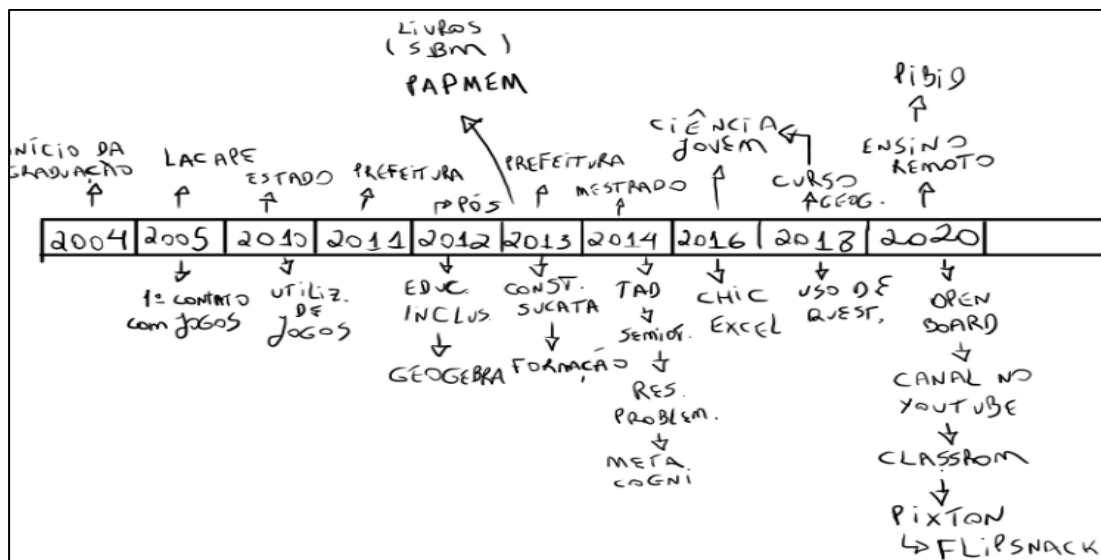 LIVROS
(SBM)
PAPMEM
PIBID
CIÊNCIA
JOVEM
INÍCIO DA
GRADUAÇÃO
LACAPE
ESTADO
PREFEITURA
PÓS
PREFEITURA
MESTRADO
CURSO
GEOG.
ENSINO
REMOTO
2004 2005 2010 2011 2012 2013 2014 2016 2018 2020
1º CONTATO
COM JOGOS
UTILIZ.
DE
JOGOS
EDUC.
INCLUS.
GEOGEBRA
CONST.
SUCATA
FORMAÇÃO
TAD
SEMIÓT.
RES.
PROBLEM.
META
COGNI
CHIC
EXCEL
USO DE
QUEST.
OPEN
BOARD
CANAL NO
YOUTUBE
CLASSROM
PIXTON
FLIPSNACK